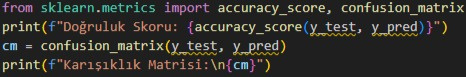 from sklearn.metrics import accuracy_score, confusion_matrix
print(f"Doğruluk Skoru: {accuracy_score(y_test, y_pred)}")
cm = confusion_matrix(y_test, y_pred)
print(f"Karışıklık Matrisi:\n{cm}")